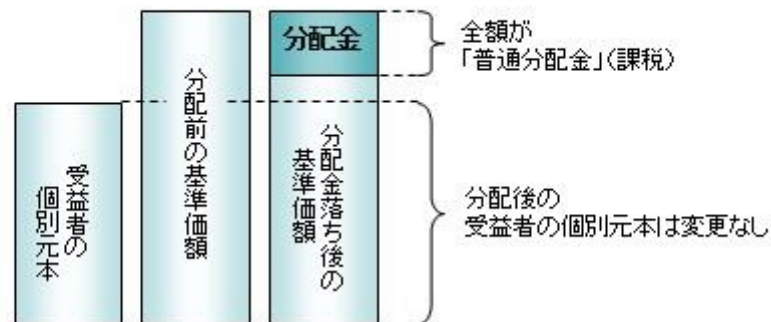 受益者の
個別元本
分配前の基準価額
分配金
分配金落ち後の
基準価額
全額が
「普通分配金」(課税)
分配後の
受益者の個別元本は変更なし